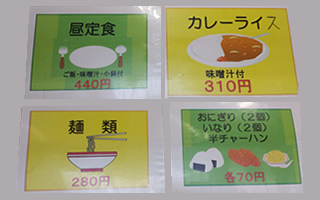 昼定食
ご飯・味噌汁・小鉢付
440円
カレーライス
味噌汁付
310円
麺類
280円
おにぎり（2個）
いなり（2個）
半チャーハン
各70円